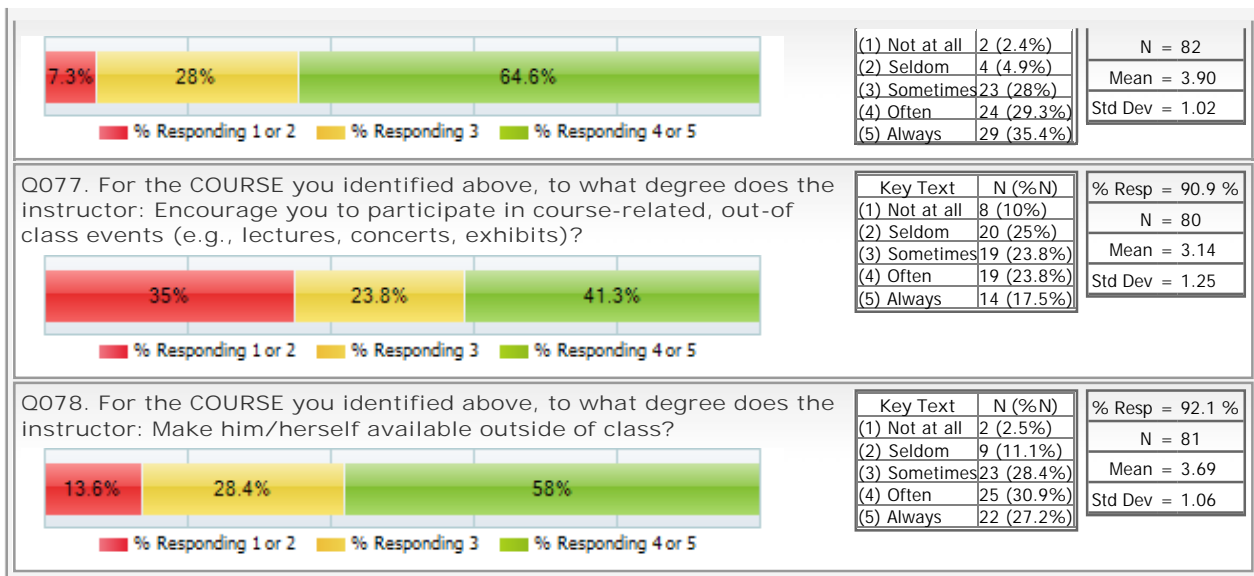 7.3% 28% 64.6%
% Responding 1 or 2 % Responding 3 % Responding 4 or 5
(1) Not at all 2 (2.4%)
(2) Seldom 4 (4.9%)
(3) Sometimes 23 (28%)
(4) Often 24 (29.3%)
(5) Always 29 (35.4%)
N = 82
Mean = 3.90
Std Dev = 1.02
Q077. For the COURSE you identified above, to what degree does the
instructor: Encourage you to participate in course-related, out-of
class events (e.g., lectures, concerts, exhibits)?
35% 23.8% 41.3%
% Responding 1 or 2 % Responding 3 % Responding 4 or 5
Key Text N (%N)
(1) Not at all 8 (10%)
(2) Seldom 20 (25%)
(3) Sometimes 19 (23.8%)
(4) Often 19 (23.8%)
(5) Always 14 (17.5%)
% Resp = 90.9 %
N = 80
Mean = 3.14
Std Dev = 1.25
Q078. For the COURSE you identified above, to what degree does the
instructor: Make him/herself available outside of class?
13.6% 28.4% 58%
% Responding 1 or 2 % Responding 3 % Responding 4 or 5
Key Text N (%N)
(1) Not at all 2 (2.5%)
(2) Seldom 9 (11.1%)
(3) Sometimes 23 (28.4%)
(4) Often 25 (30.9%)
(5) Always 22 (27.2%)
% Resp = 92.1 %
N = 81
Mean = 3.69
Std Dev = 1.06